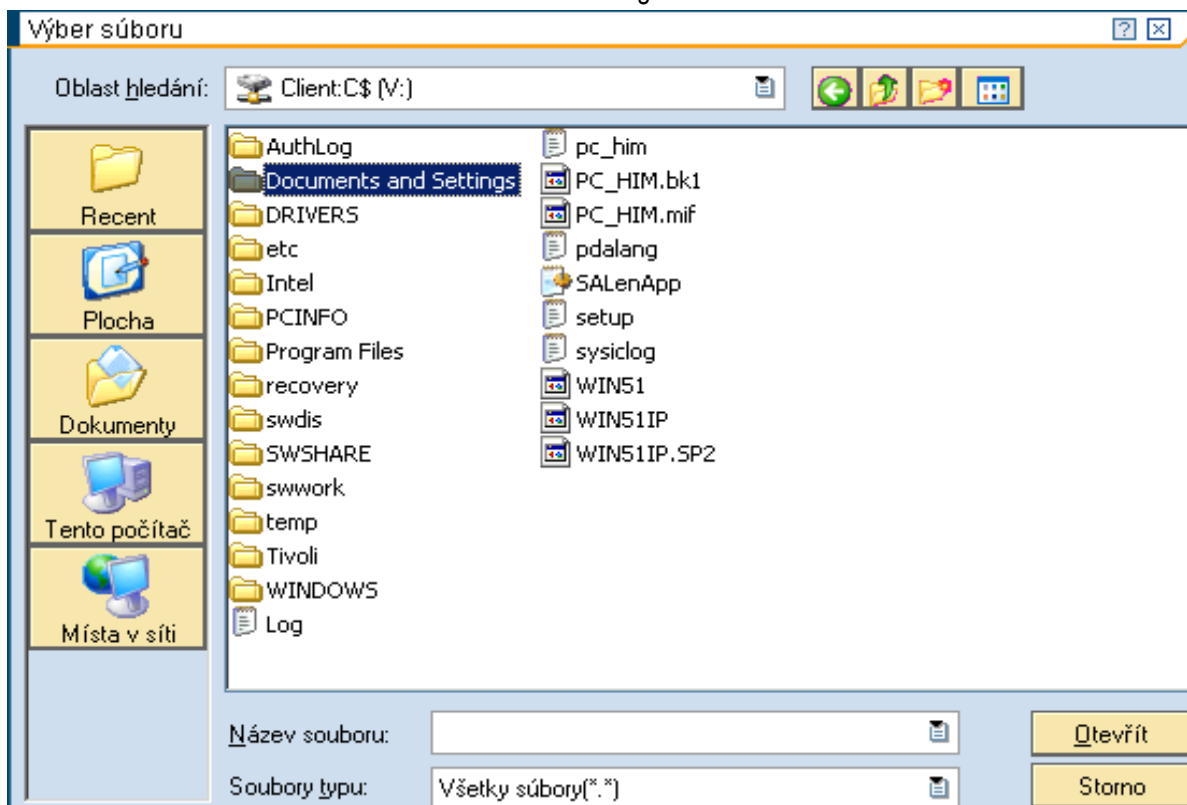 Výber súboru
Oblast hledání:
Client:C$ (V:)
Recent
Plocha
Dokumenty
Tento počítač
Místa v síti
AuthLog
Documents and Settings
DRIVERS
etc
Intel
PCINFO
Program Files
recovery
swdis
SWSHARE
swwork
temp
Tivoli
WINDOWS
Log
pc_him
PC_HIM.bk1
PC_HIM.mif
pdalang
SALenApp
setup
sysiclog
WIN51
WIN51IP
WIN51IP.SP2
Název souboru:
Otevřít
Soubory typu:
Všetky súbory(*.*)
Storno